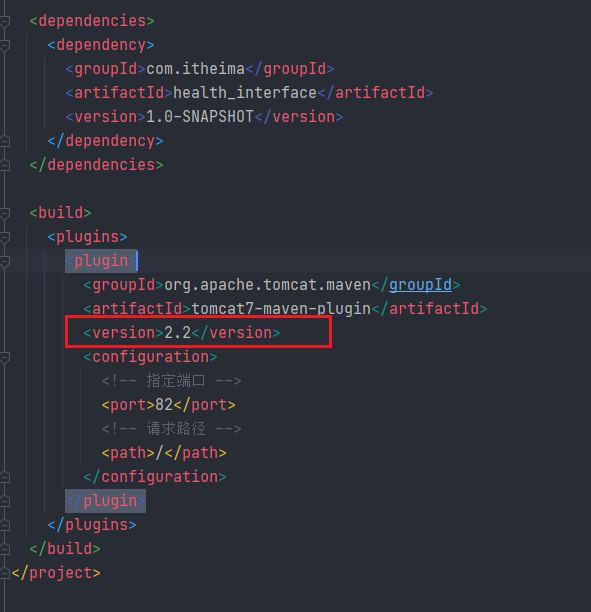 <dependencies>
<dependency>
<groupId>com.itheima</groupId>
<artifactId>health_interface</artifactId>
<version>1.0-SNAPSHOT</version>
</dependency>
</dependencies>
<build>
<plugins>
<plugin>
<groupId>org.apache.tomcat.maven</groupId>
<artifactId>tomcat7-maven-plugin</artifactId>
<version>2.2</version>
<configuration>
<!-- 指定端口 -->
<port>82</port>
<!-- 请求路径 -->
<path>/</path>
</configuration>
</plugin>
</plugins>
</build>
</project>